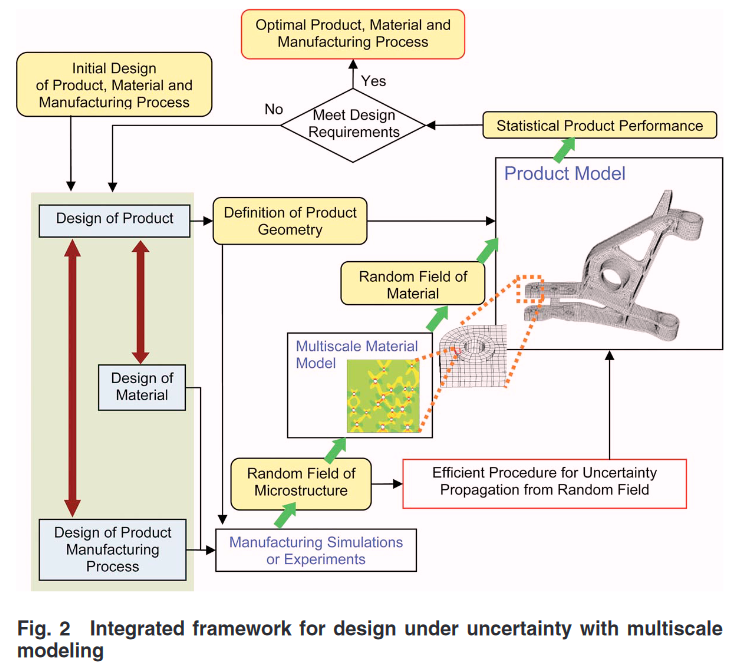 Optimal Product, Material and
Manufacturing Process
Initial Design
of Product, Material and
Manufacturing Process
Yes
No
Meet Design
Requirements
Statistical Product Performance
Product Model
Design of Product
Definition of Product
Geometry
Random Field of
Material
Multiscale Material
Model
Design of
Material
Random Field of
Microstructure
Efficient Procedure for Uncertainty
Propagation from Random Field
Design of Product
Manufacturing
Process
Manufacturing Simulations
or Experiments
Fig. 2 Integrated framework for design under uncertainty with multiscale
modeling